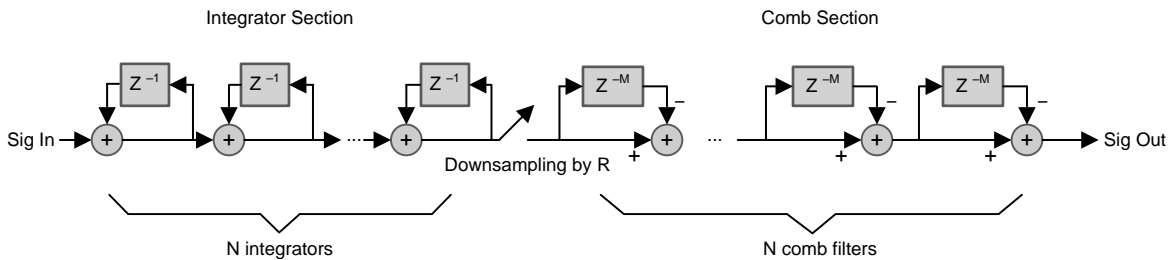 Integrator Section
Comb Section
Z –1
Z –1
Z –1
Z –M
Z –M
Z –M
– – –
Sig In + + ... + ... + + + Sig Out
+ + +
Downsampling by R
...
N integrators
N comb filters